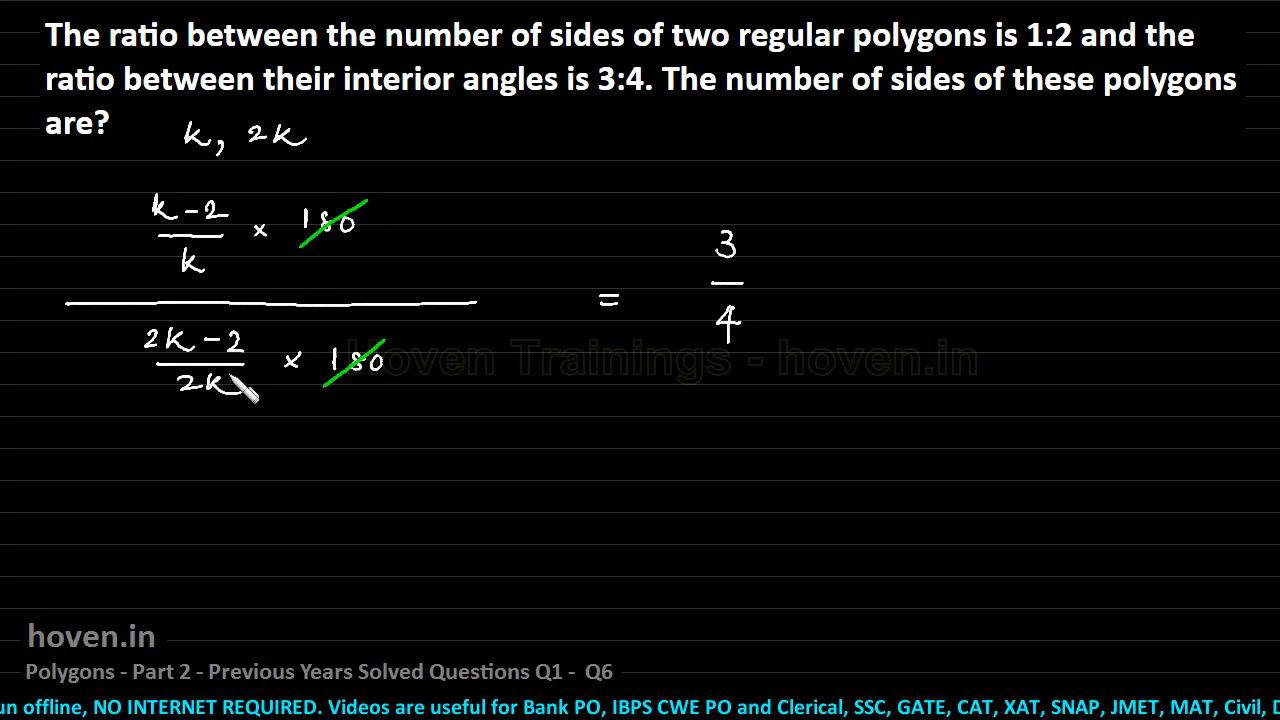 The ratio between the number of sides of two regular polygons is 1:2 and the
ratio between their interior angles is 3:4. The number of sides of these polygons
are?
k, 2k
k - 2
k
× 180
2k - 2
2k
× 180
=
3
4
Hoven Trainings - hoven.in
hoven.in
Polygons - Part 2 - Previous Years Solved Questions Q1 - Q6
un offline, NO INTERNET REQUIRED. Videos are useful for Bank PO, IBPS CWE PO and Clerical, SSC, GATE, CAT, XAT, SNAP, JMET, MAT, Civil,